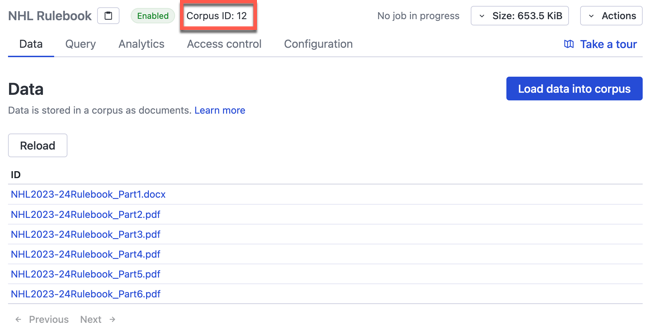 NHL Rulebook Enabled Corpus ID: 12 No job in progress Size: 653.5 KiB Actions
Data Query Analytics Access control Configuration Take a tour
Data Load data into corpus
Data is stored in a corpus as documents. Learn more
Reload
ID
NHL2023-24Rulebook_Part1.docx
NHL2023-24Rulebook_Part2.pdf
NHL2023-24Rulebook_Part3.pdf
NHL2023-24Rulebook_Part4.pdf
NHL2023-24Rulebook_Part5.pdf
NHL2023-24Rulebook_Part6.pdf
← Previous Next →